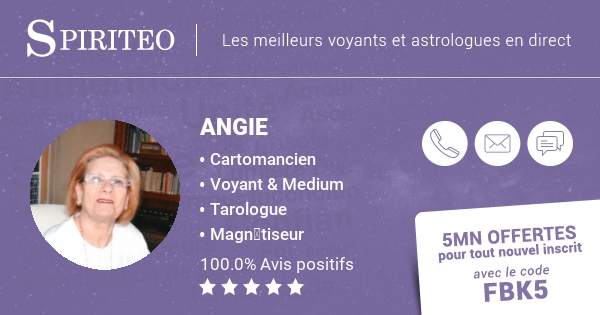 SPIRITEO
Les meilleurs voyants et astrologues en direct
ANGIE
• Cartomancien
• Voyant & Medium
• Tarologue
• Magn▯tiseur
100.0% Avis positifs
5MN OFFERTES
pour tout nouvel inscrit
avec le code
FBK5